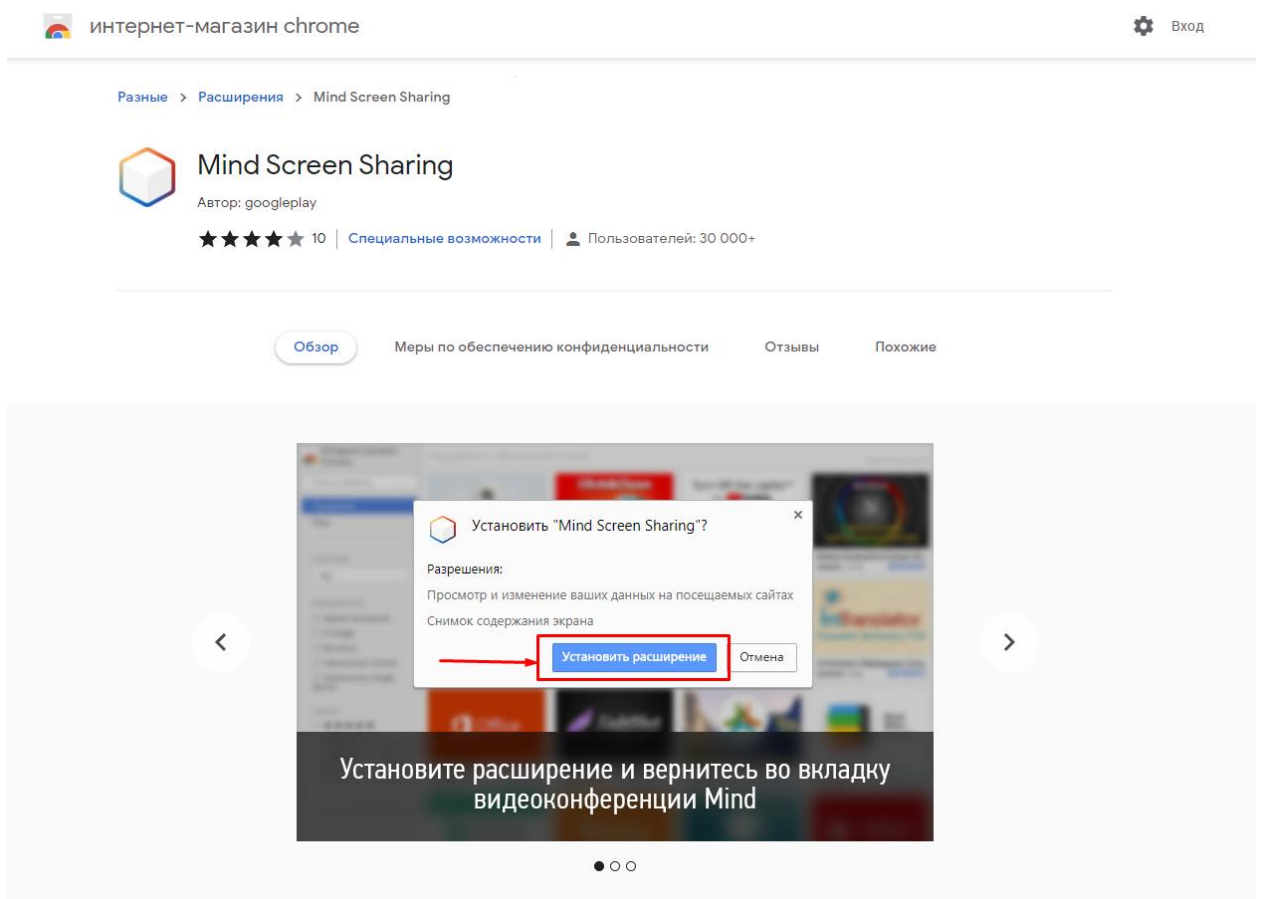 интернет-магазин chrome
Вход
Разные > Расширения > Mind Screen Sharing
Mind Screen Sharing
Автор: googleplay
10 | Специальные возможности | Пользователей: 30 000+
Обзор Меры по обеспечению конфиденциальности Отзывы Похожие
Установить "Mind Screen Sharing"?
Разрешения:
Просмотр и изменение ваших данных на посещаемых сайтах
Снимок содержания экрана
Установить расширение Отмена
Установите расширение и вернитесь во вкладку
видеоконференции Mind